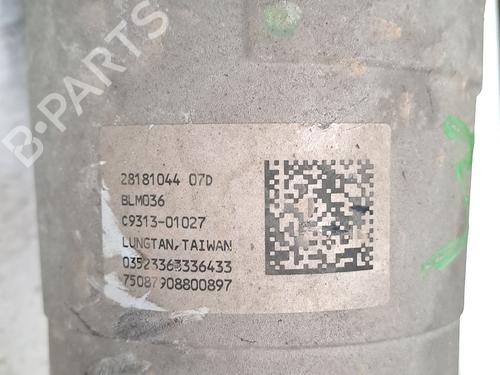 B-PARTS
28181044 07D
BLM036
C9313-01027
LUNGTAN,TAIWAN
03523363336433
75087908800897